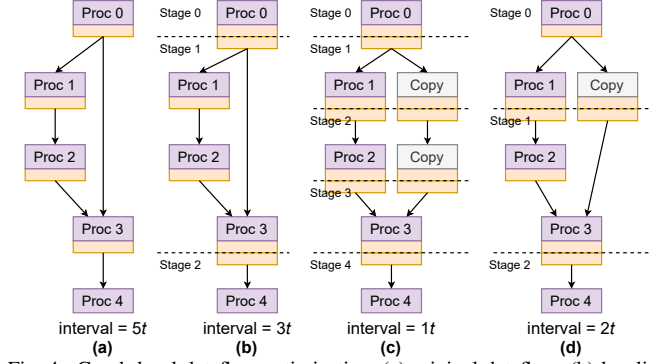 Proc 0
Proc 1
Proc 2
Proc 3
Proc 4
interval = 5t
(a)
Stage 0
Proc 0
Stage 1
Proc 1
Proc 2
Proc 3
Stage 2
Proc 4
interval = 3t
(b)
Stage 0
Proc 0
Stage 1
Proc 1 Copy
Stage 2
Proc 2 Copy
Stage 3
Proc 3
Stage 4
Proc 4
interval = 1t
(c)
Stage 0
Proc 0
Proc 1 Copy
Stage 1
Proc 2
Proc 3
Stage 2
Proc 4
interval = 2t
(d)